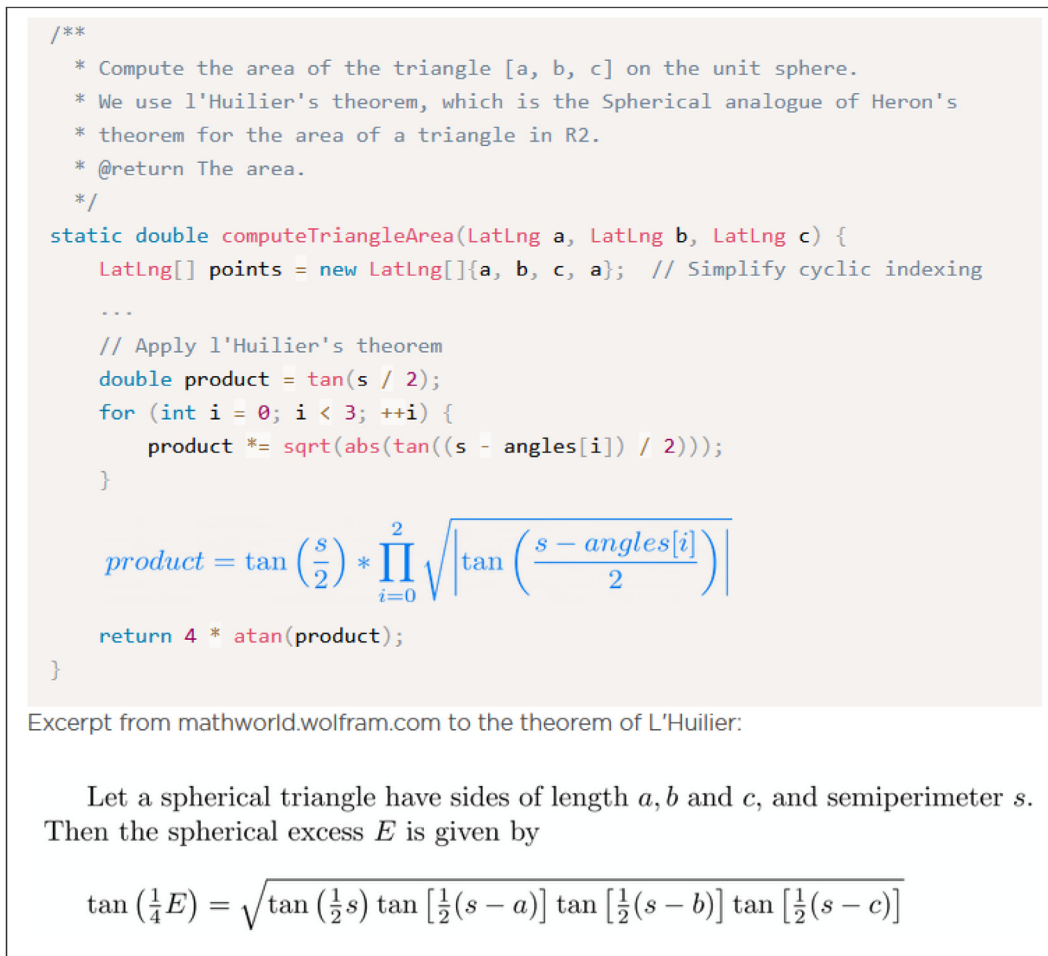 /**
* Compute the area of the triangle [a, b, c] on the unit sphere.
* We use l'Huilier's theorem, which is the Spherical analogue of Heron's
* theorem for the area of a triangle in R2.
* @return The area.
*/
static double computeTriangleArea(LatLng a, LatLng b, LatLng c) {
LatLng[] points = new LatLng[]{a, b, c, a};  // Simplify cyclic indexing
...
// Apply l'Huilier's theorem
double product = tan(s / 2);
for (int i = 0; i < 3; ++i) {
product *= sqrt(abs(tan((s - angles[i]) / 2)));
}
product = tan (s/2) * ∏_{i=0}^{2} √|tan ((s − angles[i])/2)|
return 4 * atan(product);
}
Excerpt from mathworld.wolfram.com to the theorem of L'Huilier:
Let a spherical triangle have sides of length a, b and c, and semiperimeter s.
Then the spherical excess E is given by
tan (¼E) = √(tan (½s) tan [½(s − a)] tan [½(s − b)] tan [½(s − c)])